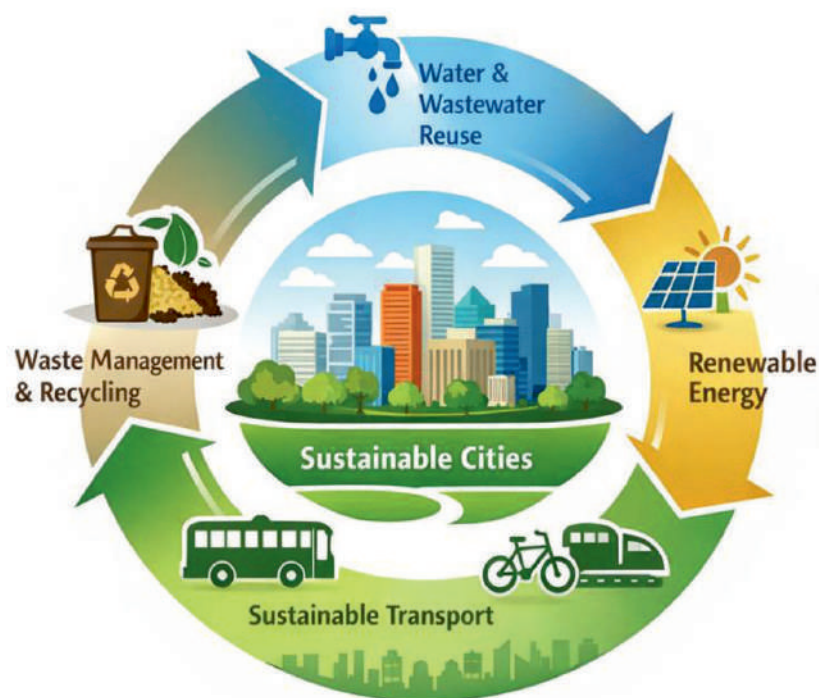 Water &
Wastewater
Reuse
Renewable
Energy
Waste Management
& Recycling
Sustainable Cities
Sustainable Transport